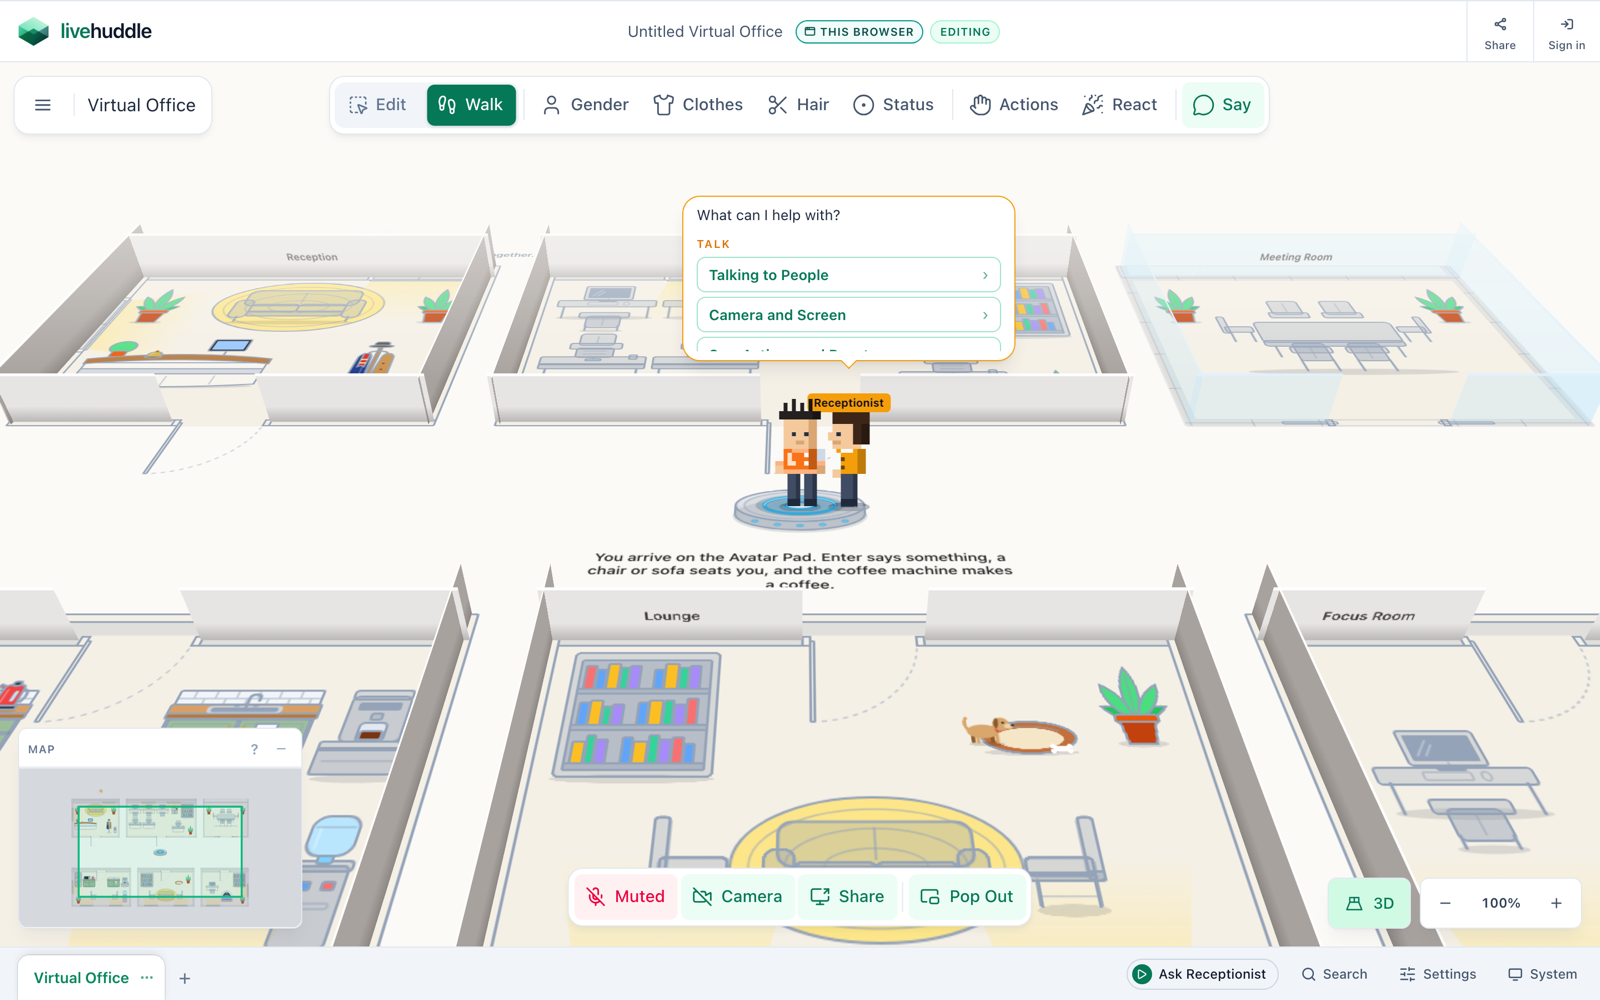 livehuddle
Untitled Virtual Office
THIS BROWSER
EDITING
Share
Sign in
Virtual Office
Edit
Walk
Gender
Clothes
Hair
Status
Actions
React
Say
What can I help with?
TALK
Talking to People
Camera and Screen
Reception
Meeting Room
Receptionist
You arrive on the Avatar Pad. Enter says something, a
chair or sofa seats you, and the coffee machine makes
a coffee.
Lounge
Focus Room
MAP
?
Muted
Camera
Share
Pop Out
3D
100%
Virtual Office
Ask Receptionist
Search
Settings
System